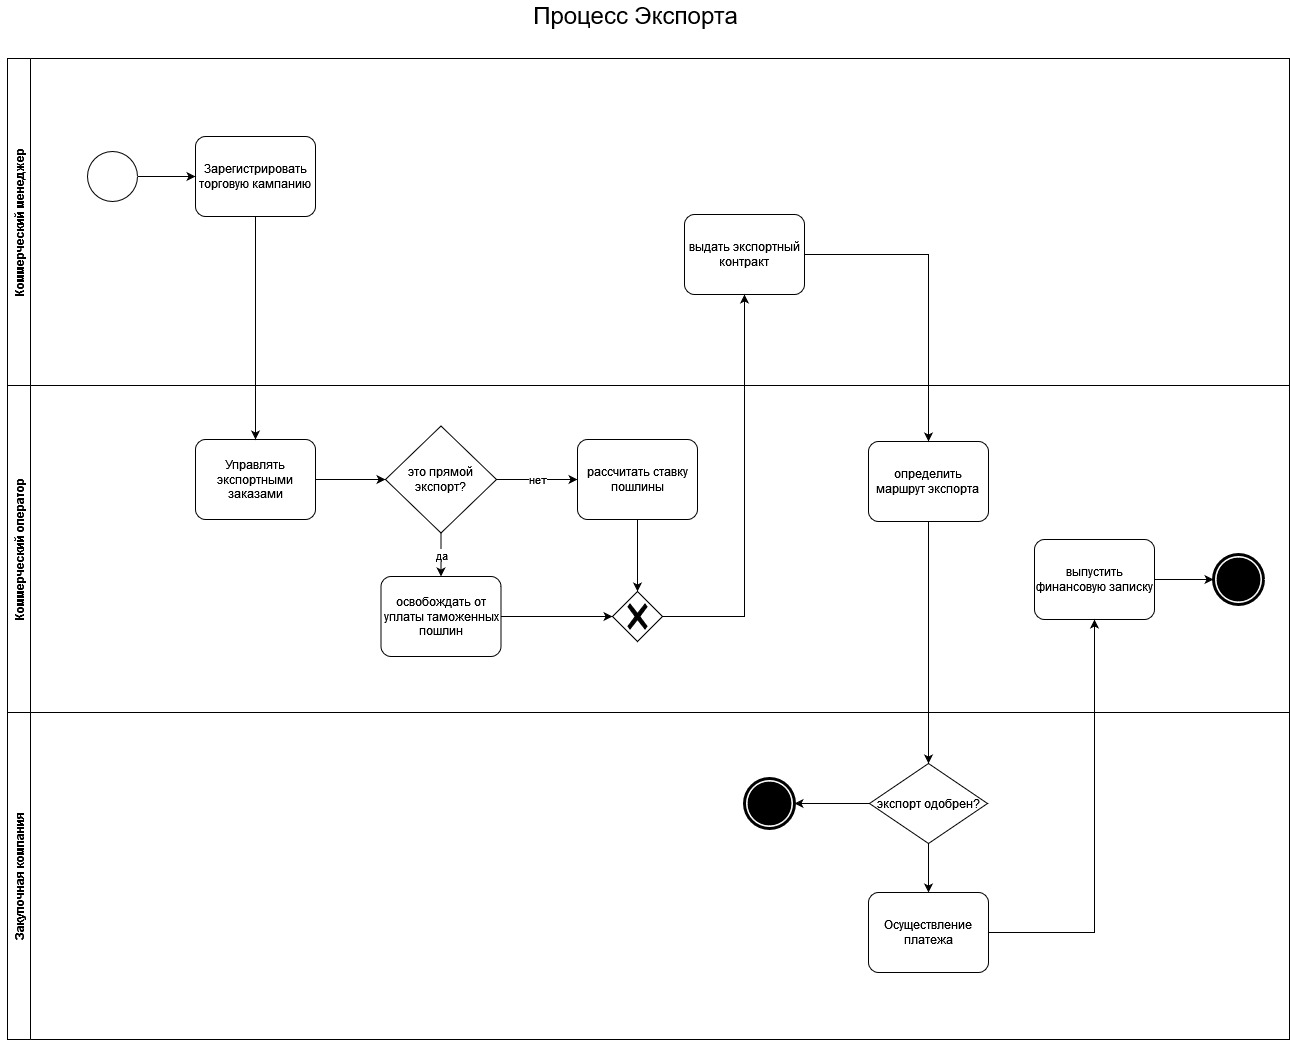 Процесс Экспорта
Коммерческий менеджер
Зарегистрировать
торговую кампанию
выдать экспортный
контракт
Коммерческий оператор
Управлять
экспортными
заказами
это прямой
экспорт?
нет
рассчитать ставку
пошлины
да
освобождать от
уплаты таможенных
пошлин
определить
маршрут экспорта
выпустить
финансовую записку
Закупочная компания
экспорт одобрен?
Осуществление
платежа